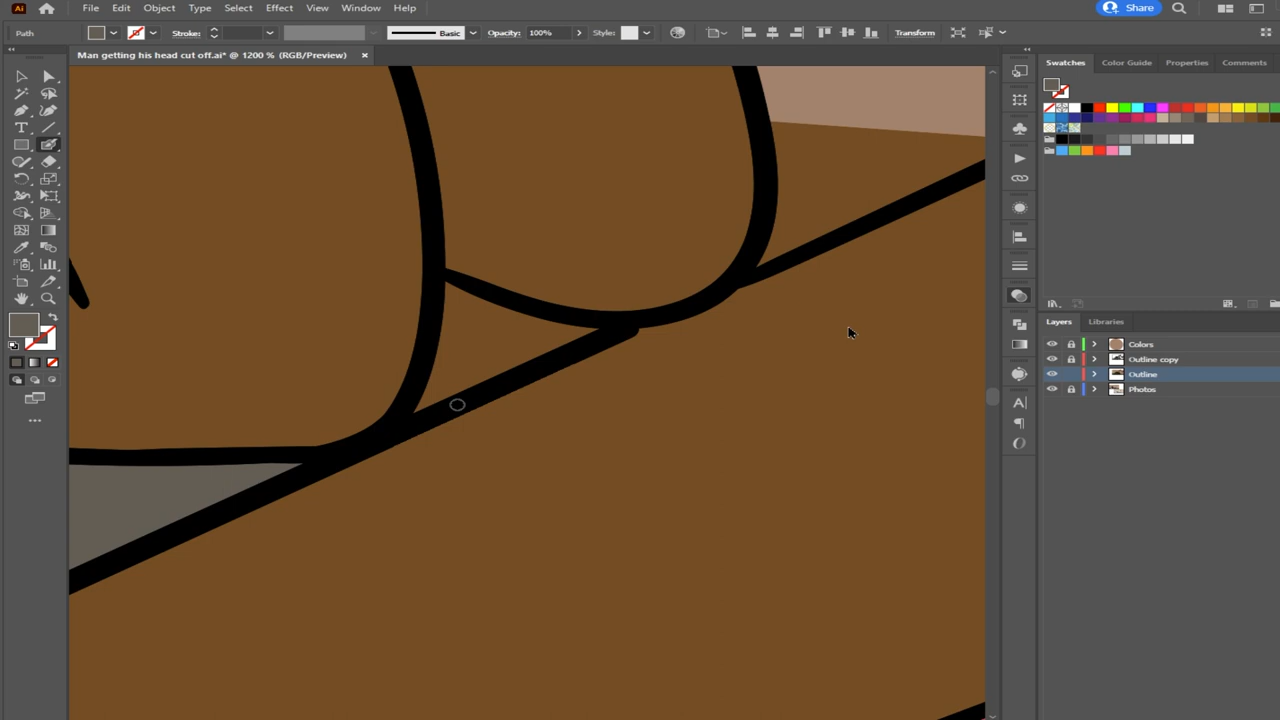 Ai File Edit Object Type Select Effect View Window Help Share
Path Stroke: Basic Opacity: 100% Style: Transform
Man getting his head cut off.ai* @ 1200 % (RGB/Preview) ×
Swatches Color Guide Properties Comments
Layers Libraries
Colors
Outline copy
Outline
Photos